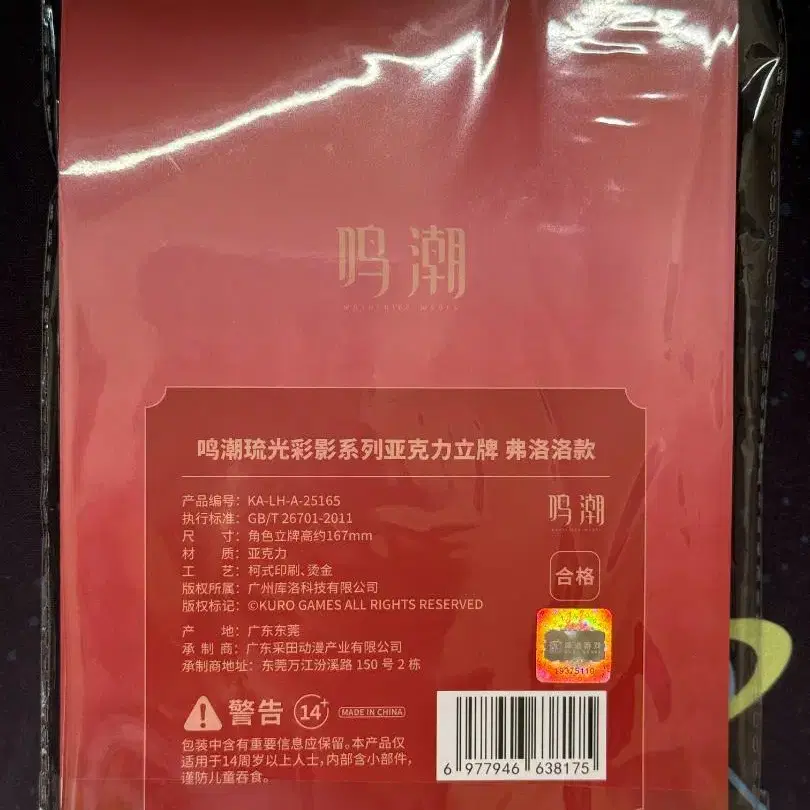 鸣潮
WUTHERING WAVES
鸣潮琉光彩影系列亚克力立牌 弗洛洛款
产品编号：KA-LH-A-25165
执行标准：GB/T 26701-2011
尺　　寸：角色立牌高约167mm
材　　质：亚克力
工　　艺：柯式印刷、烫金
版权所属：广州库洛科技有限公司
版权标记：©KURO GAMES ALL RIGHTS RESERVED
产　　地：广东东莞
承 制 商：广东采田动漫产业有限公司
承制商地址：东莞万江汾溪路 150 号 2 栋
鸣潮
合格
库洛游戏
19375110
警告
14+
MADE IN CHINA
包装中含有重要信息应保留。本产品仅
适用于14周岁以上人士，内部含小部件，
谨防儿童吞食。
6 977946 638175